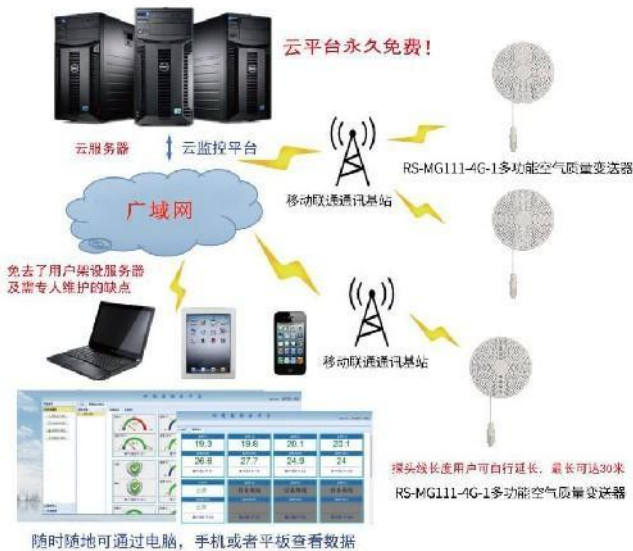 云平台永久免费！
云服务器
云监控平台
广域网
移动联通通讯基站
RS-MG111-4G-1多功能空气质量变送器
免去了用户架设服务器
及需专人维护的缺点
移动联通通讯基站
19.3
19.8
20.1
20.1
26.8
27.7
24.9
24
探头线长度用户可自行延长，最长可达30米
RS-MG111-4G-1多功能空气质量变送器
随时随地可通过电脑，手机或者平板查看数据